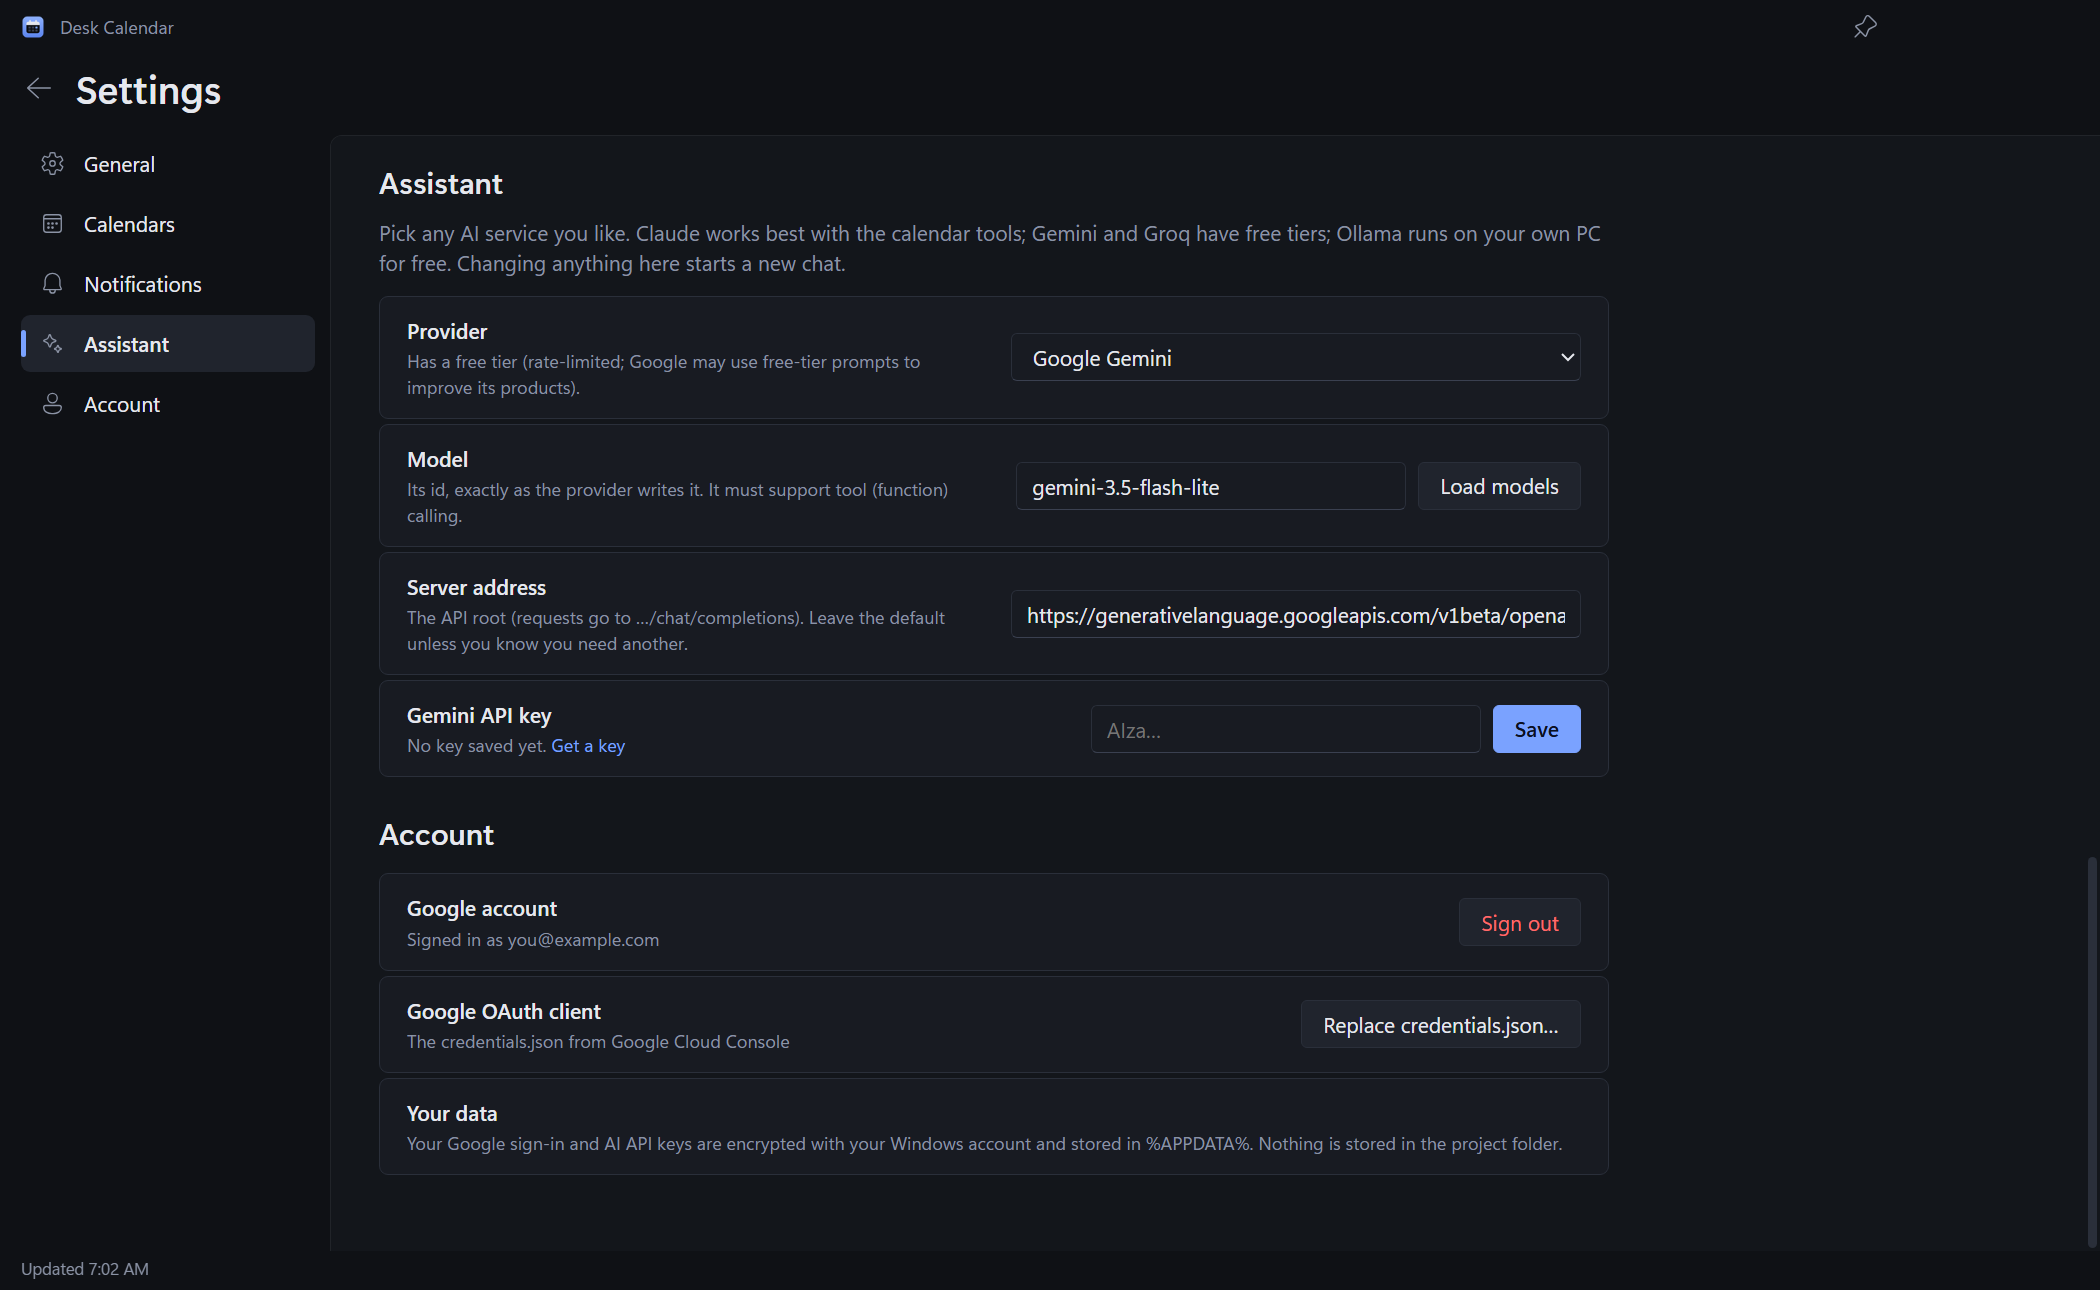 Desk Calendar
Settings
General
Calendars
Notifications
Assistant
Account
Assistant
Pick any AI service you like. Claude works best with the calendar tools; Gemini and Groq have free tiers; Ollama runs on your own PC
for free. Changing anything here starts a new chat.
Provider
Has a free tier (rate-limited; Google may use free-tier prompts to
improve its products).
Google Gemini
Model
Its id, exactly as the provider writes it. It must support tool (function)
calling.
gemini-3.5-flash-lite
Load models
Server address
The API root (requests go to .../chat/completions). Leave the default
unless you know you need another.
https://generativelanguage.googleapis.com/v1beta/opena
Gemini API key
No key saved yet. Get a key
AIza...
Save
Account
Google account
Signed in as you@example.com
Sign out
Google OAuth client
The credentials.json from Google Cloud Console
Replace credentials.json...
Your data
Your Google sign-in and AI API keys are encrypted with your Windows account and stored in %APPDATA%. Nothing is stored in the project folder.
Updated 7:02 AM